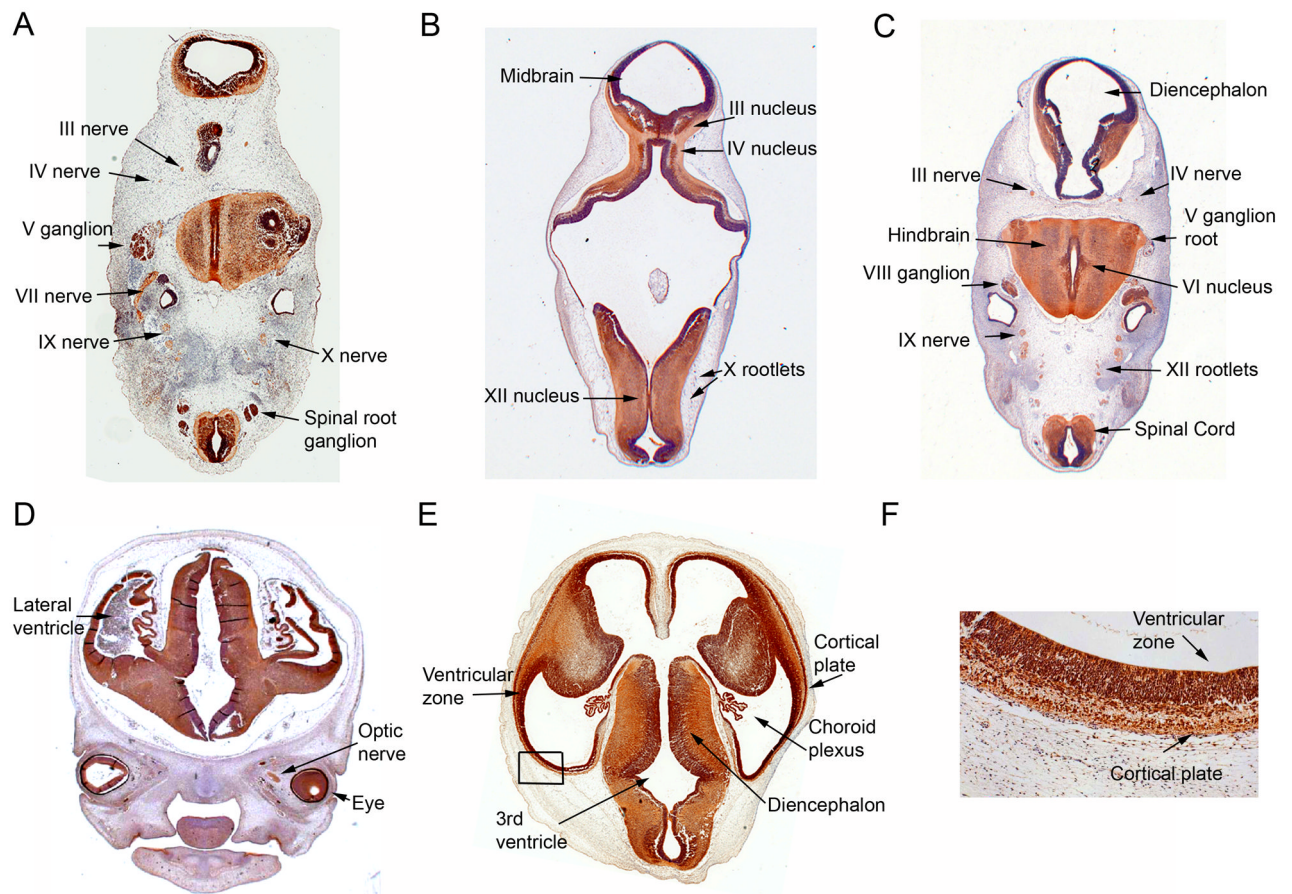 A
III nerve
IV nerve
V ganglion
VII nerve
IX nerve
X nerve
Spinal root
ganglion
B
Midbrain
III nucleus
IV nucleus
XII nucleus
X rootlets
C
Diencephalon
III nerve
IV nerve
V ganglion
root
Hindbrain
VIII ganglion
VI nucleus
IX nerve
XII rootlets
Spinal Cord
D
Lateral
ventricle
Optic
nerve
Eye
E
Ventricular
zone
Cortical
plate
Choroid
plexus
Diencephalon
3rd
ventricle
F
Ventricular
zone
Cortical plate